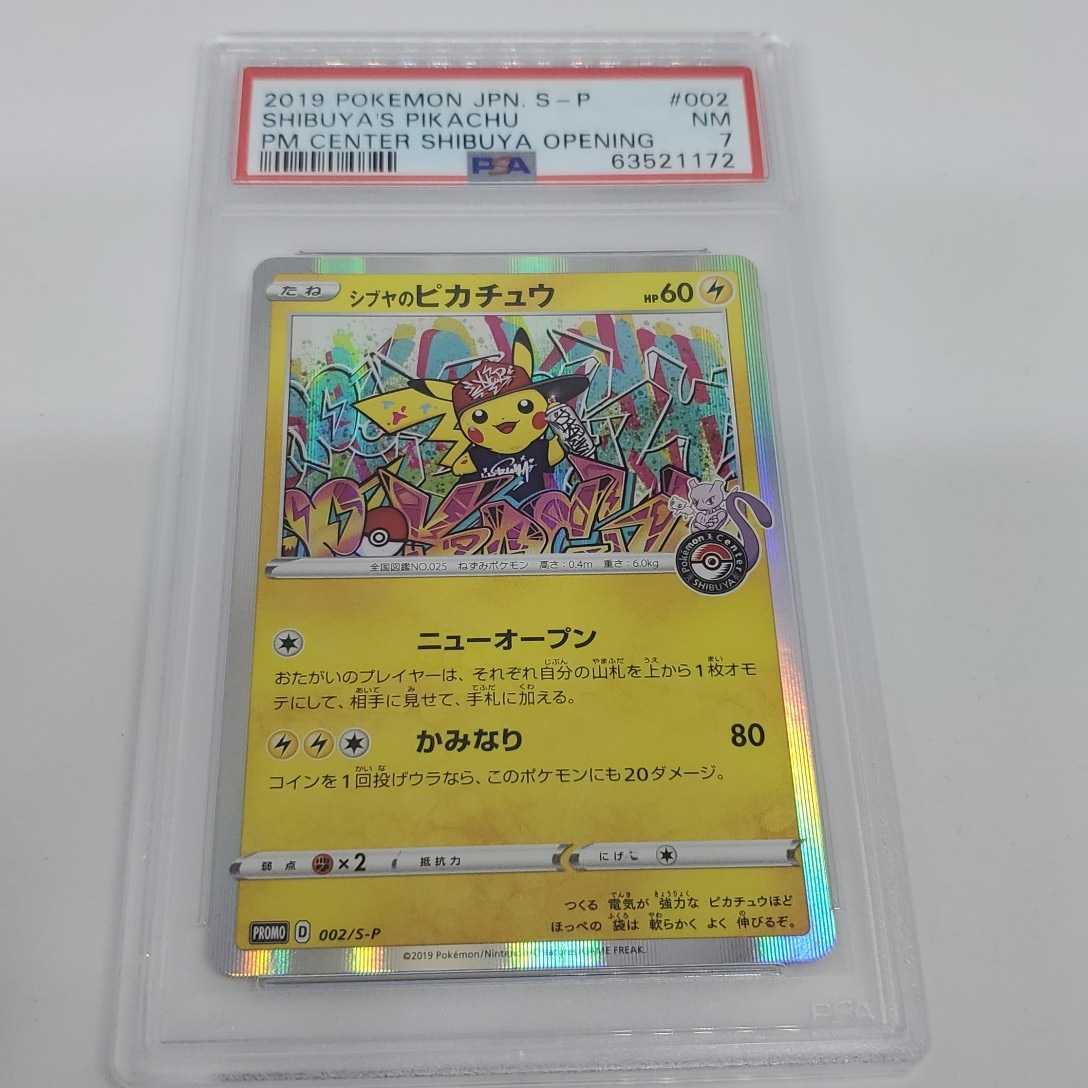 2019 POKEMON JPN. S-P #002
SHIBUYA'S PIKACHU NM
PM CENTER SHIBUYA OPENING 7
PSA 63521172
たね シブヤのピカチュウ HP60
Pokémon Center
SHIBUYA
全国図鑑NO.025 ねずみポケモン 高さ:0.4m 重さ:6.0kg
ニューオープン
おたがいのプレイヤーは、それぞれ自分の山札を上から1枚オモ
テにして、相手に見せて、手札に加える。
かみなり 80
コインを1回投げウラなら、このポケモンにも20ダメージ。
弱点 ×2 抵抗力 にげる
つくる 電気が 強力な ピカチュウほど
ほっぺの 袋は 軟らかく よく 伸びるぞ。
PROMO D 002/S-P
©2019 Pokémon/Nintendo/Creatures/GAME FREAK.
PSA